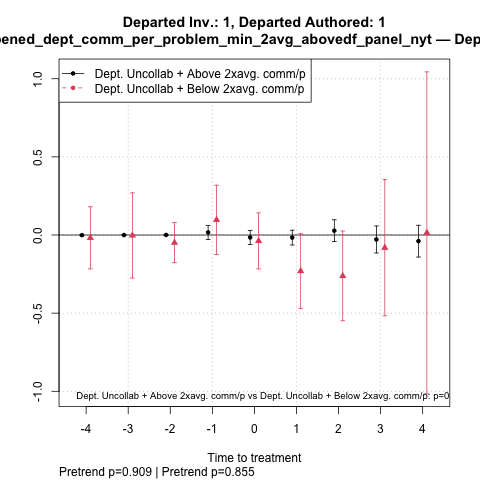 Departed Inv.: 1, Departed Authored: 1
pened_dept_comm_per_problem_min_2avg_abovedf_panel_nyt — Dep
Dept. Uncollab + Above 2xavg. comm/p
Dept. Uncollab + Below 2xavg. comm/p
1.0
0.5
0.0
-0.5
-1.0
Dept. Uncollab + Above 2xavg. comm/p vs Dept. Uncollab + Below 2xavg. comm/p: p=0
-4 -3 -2 -1 0 1 2 3 4
Time to treatment
Pretrend p=0.909 | Pretrend p=0.855